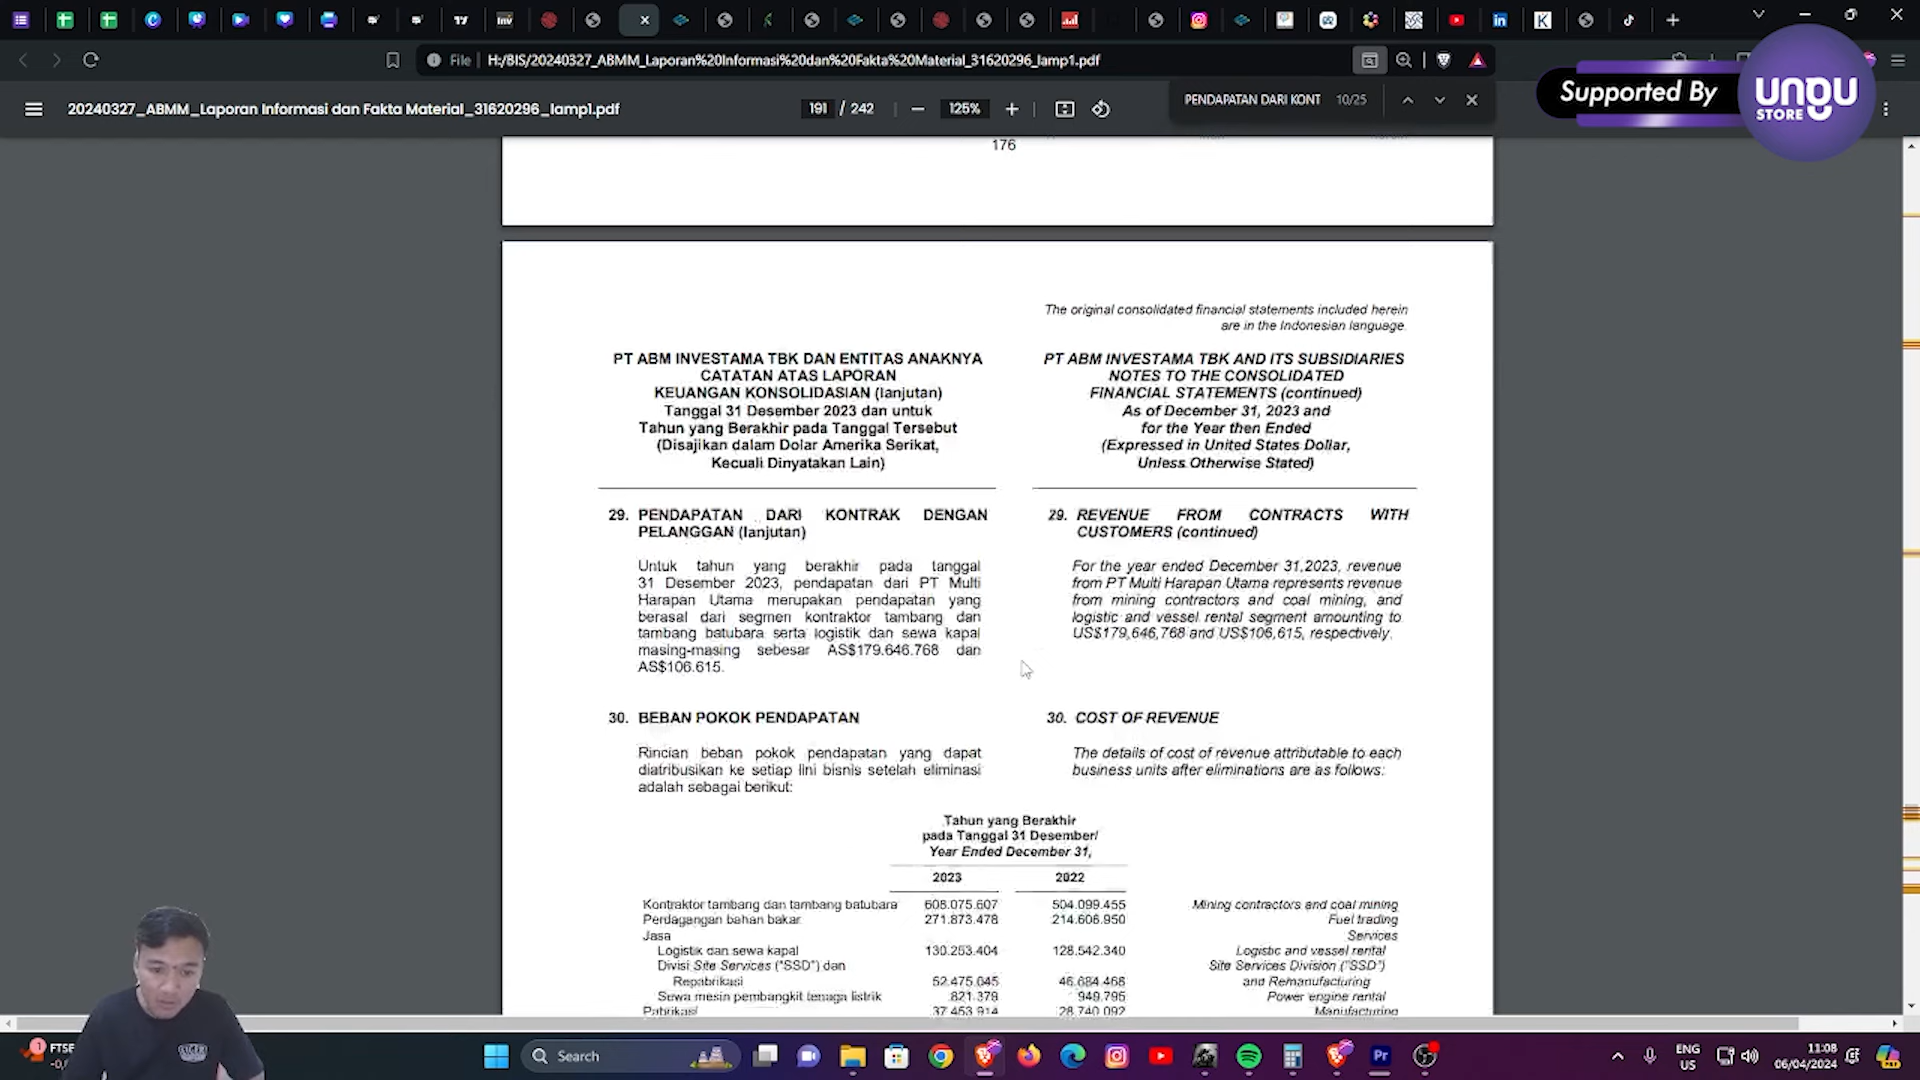 File H:/BIS/20240327_ABMM_Laporan%20Informasi%20dan%20Fakta%20Material_31620296_lamp1.pdf
20240327_ABMM_Laporan Informasi dan Fakta Material_31620296_lamp1.pdf
191 / 242
125%
PENDAPATAN DARI KONT 10/25
Supported By
UNGU
STORE
176
The original consolidated financial statements included herein
are in the Indonesian language.
PT ABM INVESTAMA TBK DAN ENTITAS ANAKNYA
CATATAN ATAS LAPORAN
KEUANGAN KONSOLIDASIAN (lanjutan)
Tanggal 31 Desember 2023 dan untuk
Tahun yang Berakhir pada Tanggal Tersebut
(Disajikan dalam Dolar Amerika Serikat,
Kecuali Dinyatakan Lain)
PT ABM INVESTAMA TBK AND ITS SUBSIDIARIES
NOTES TO THE CONSOLIDATED
FINANCIAL STATEMENTS (continued)
As of December 31, 2023 and
for the Year then Ended
(Expressed in United States Dollar,
Unless Otherwise Stated)
29. PENDAPATAN DARI KONTRAK DENGAN
PELANGGAN (lanjutan)
Untuk tahun yang berakhir pada tanggal
31 Desember 2023, pendapatan dari PT Multi
Harapan Utama merupakan pendapatan yang
berasal dari segmen kontraktor tambang dan
tambang batubara serta logistik dan sewa kapal
masing-masing sebesar AS$179.646.768 dan
AS$106.615.
29. REVENUE FROM CONTRACTS WITH
CUSTOMERS (continued)
For the year ended December 31,2023, revenue
from PT Multi Harapan Utama represents revenue
from mining contractors and coal mining, and
logistic and vessel rental segment amounting to
US$179,646,768 and US$106,615, respectively.
30. BEBAN POKOK PENDAPATAN
Rincian beban pokok pendapatan yang dapat
diatribusikan ke setiap lini bisnis setelah eliminasi
adalah sebagai berikut:
30. COST OF REVENUE
The details of cost of revenue attributable to each
business units after eliminations are as follows:
Tahun yang Berakhir
pada Tanggal 31 Desember/
Year Ended December 31,
2023 2022
Kontraktor tambang dan tambang batubara 608.075.607 504.099.455 Mining contractors and coal mining
Perdagangan bahan bakar 271.873.478 214.606.950 Fuel trading
Jasa Services
Logistik dan sewa kapal 130.253.404 128.542.340 Logistic and vessel rental
Divisi Site Services ("SSD") dan Site Services Division ("SSD")
Repabrikasi 52.475.045 46.684.468 and Remanufacturing
Sewa mesin pembangkit tenaga listrik 821.379 949.795 Power engine rental
Pabrikasi 37.453.914 28.740.092 Manufacturing
1
FTSE
Search
ENG
US
11:08
06/04/2024